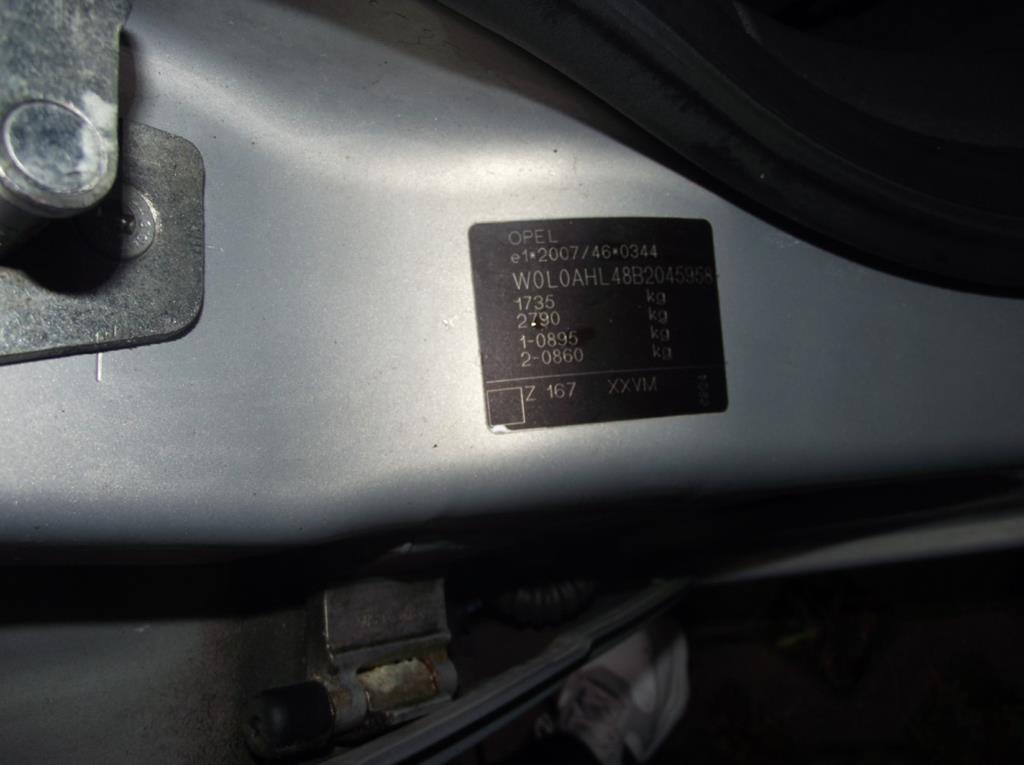 OPEL
e1*2007/46*0344
W0L0AHL48B2045958
1735 kg
2790 kg
1-0895 kg
2-0860 kg
Z 167 XXVM